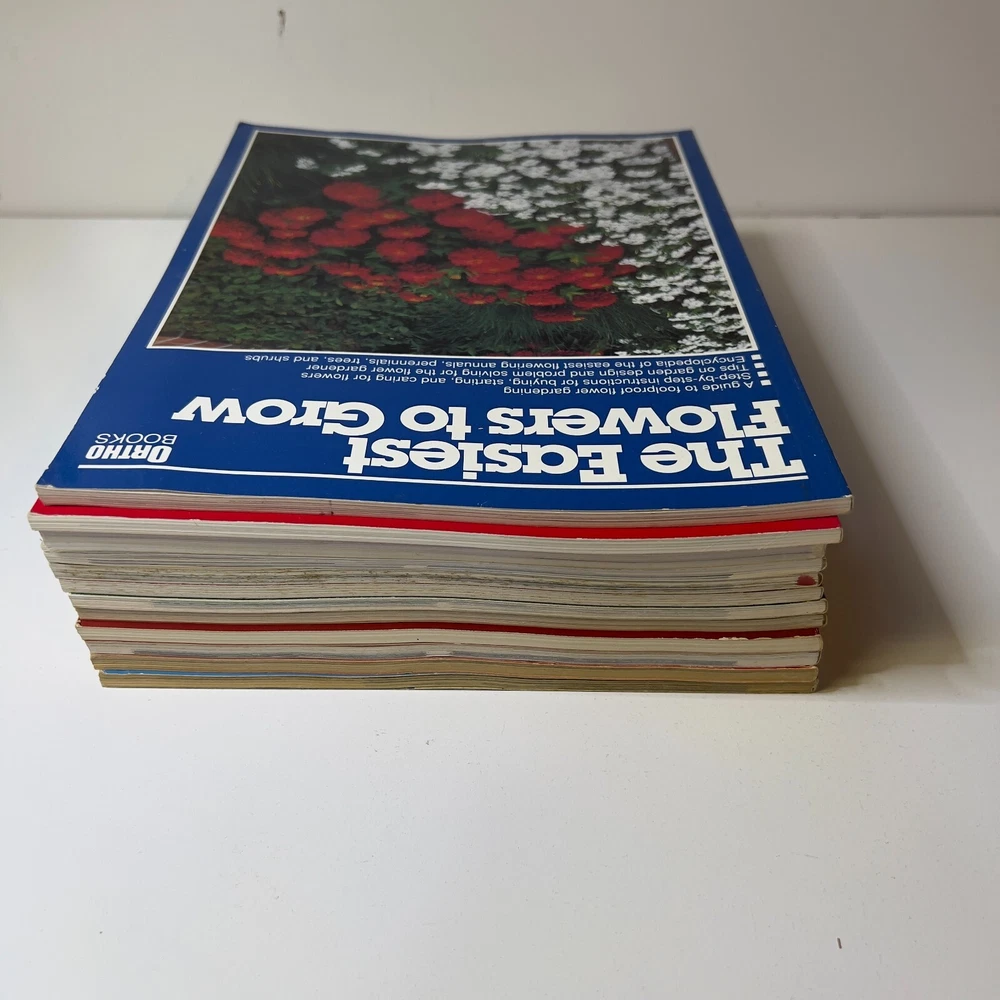 The Easiest
Flowers to Grow
ORTHO
BOOKS
A guide to foolproof flower gardening
Step-by-step instructions for buying, starting, and caring for flowers
Tips on garden design and problem solving for the flower gardener
Encyclopedia of the easiest flowering annuals, perennials, trees, and shrubs